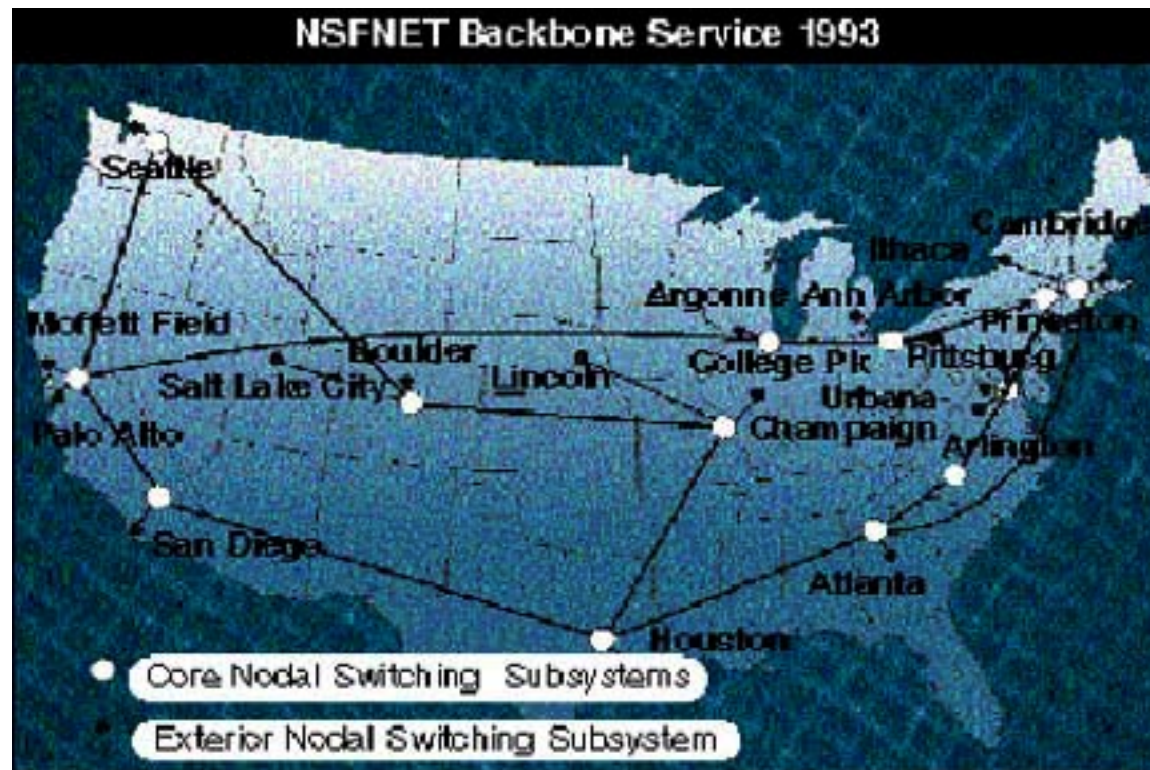 NSFNET Backbone Service 1993
Seattle
Cambridge
Ithaca
Argonne Ann Arbor
Moffett Field
Princeton
Boulder
College Pk Pittsburg
Salt Lake City
Lincoln
Urbana
Palo Alto
Champaign
Arlington
San Diego
Atlanta
Houston
Core Nodal Switching Subsystems
Exterior Nodal Switching Subsystem